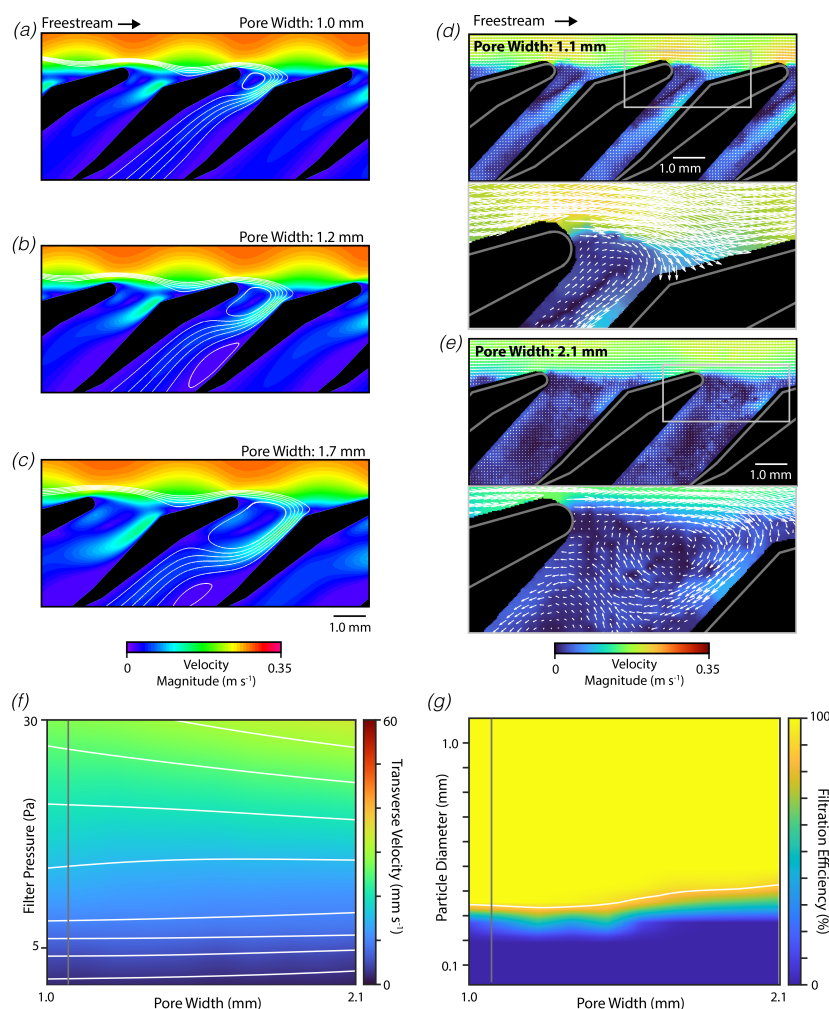 (a)
Freestream
Pore Width: 1.0 mm
(b)
Pore Width: 1.2 mm
(c)
Pore Width: 1.7 mm
1.0 mm
0
Velocity
Magnitude (m s⁻¹)
0.35
Freestream
(d)
Pore Width: 1.1 mm
1.0 mm
(e)
Pore Width: 2.1 mm
1.0 mm
0
Velocity
Magnitude (m s⁻¹)
0.35
(f)
30
Filter Pressure (Pa)
5
1.0
Pore Width (mm)
2.1
60
Transverse Velocity (mm s⁻¹)
0
(g)
1.0
Particle Diameter (mm)
0.1
1.0
Pore Width (mm)
2.1
100
Filtration Efficiency (%)
0